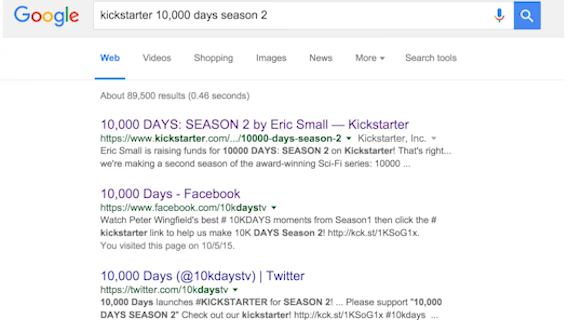 Google kickstarter 10,000 days season 2
Web Videos Shopping Images News More Search tools
About 89,500 results (0.46 seconds)
10,000 DAYS: SEASON 2 by Eric Small — Kickstarter
https://www.kickstarter.com/.../10000-days-season-2 Kickstarter, Inc.
Eric Small is raising funds for 10000 DAYS: SEASON 2 on Kickstarter! That's right...
we're making a second season of the award-winning Sci-Fi series: 10000 ...
10,000 Days - Facebook
https://www.facebook.com/10kdaystv
Watch Peter Wingfield's best # 10KDAYS moments from Season1 then click the #
kickstarter link to help us make 10K DAYS Season 2! http://kck.st/1KSoG1x.
You visited this page on 10/5/15.
10,000 Days (@10kdaystv) | Twitter
https://twitter.com/10kdaystv
10,000 Days launches #KICKSTARTER for SEASON 2! ... Please support "10,000
DAYS SEASON 2" Check out our kickstarter! http://kck.st/1KSoG1x #10kdays ...